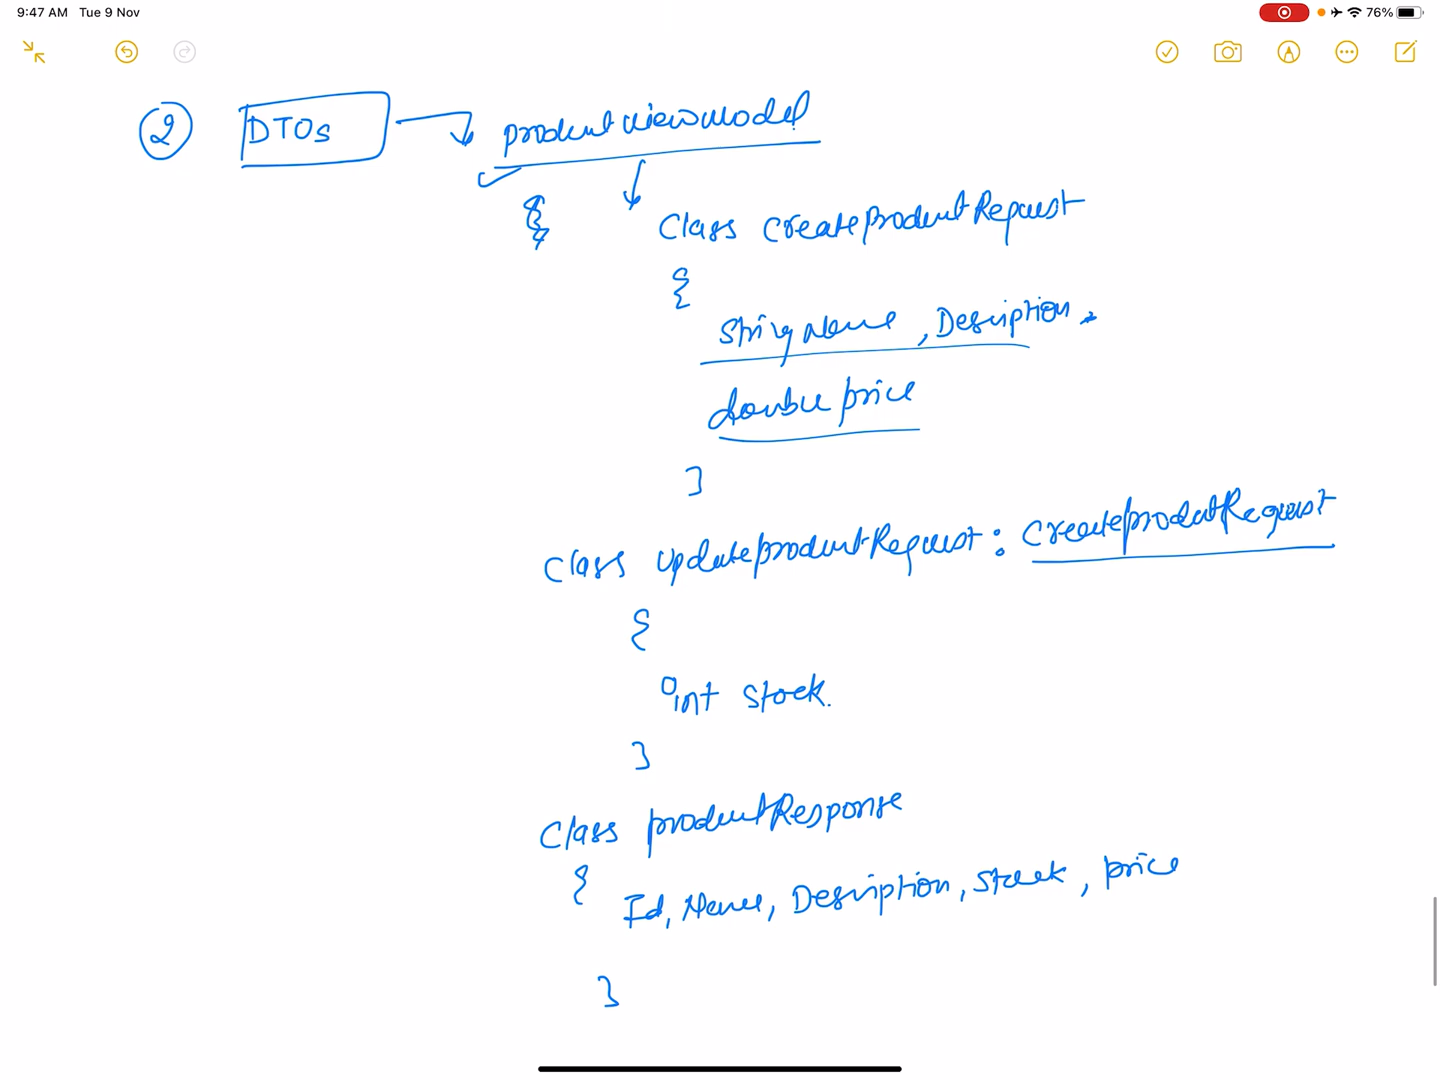 9:47 AM Tue 9 Nov 76%
2 DTOs → productviewmodel
{ Class CreateProductRequest
{
String Name, Description,
double price
}
Class UpdateProductRequest : CreateProductRequest
{
int stock.
}
Class productResponse
{ Id, Name, Description, Stock, price
}